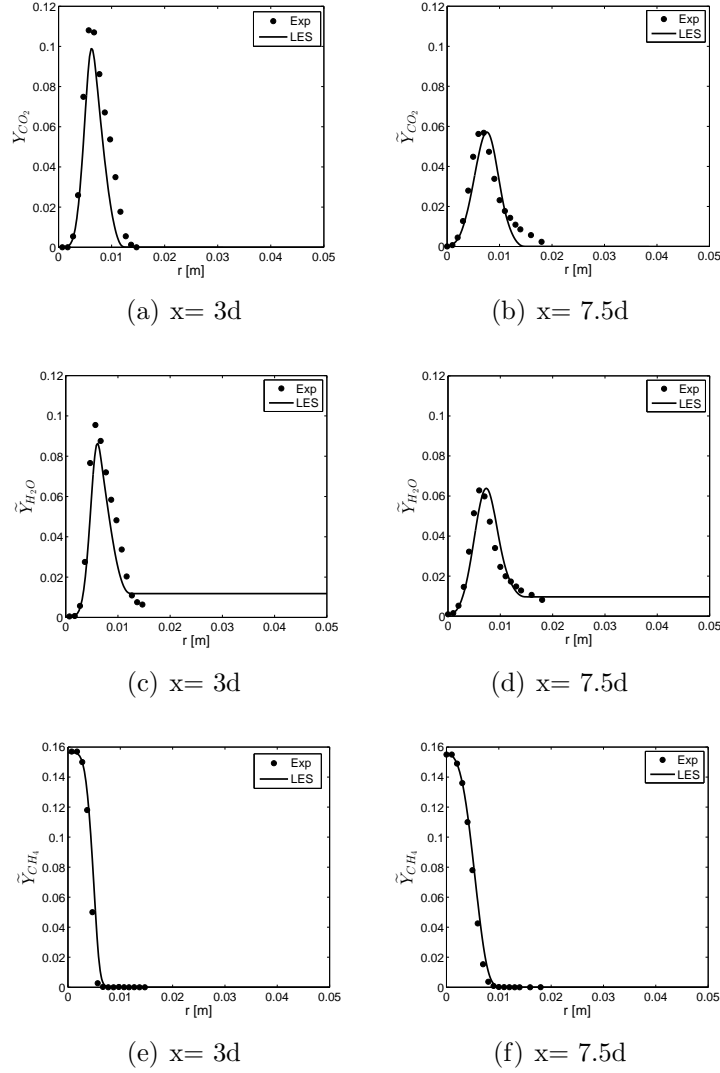 0.12
0.1
0.08
0.06
0.04
0.02
0
Y_{CO_2}
Exp
LES
0 0.01 0.02 0.03 0.04 0.05
r [m]
(a) x= 3d
0.12
0.1
0.08
0.06
0.04
0.02
0
Ỹ_{CO_2}
Exp
LES
0 0.01 0.02 0.03 0.04 0.05
r [m]
(b) x= 7.5d
0.12
0.1
0.08
0.06
0.04
0.02
0
Ỹ_{H_2O}
Exp
LES
0 0.01 0.02 0.03 0.04 0.05
r [m]
(c) x= 3d
0.12
0.1
0.08
0.06
0.04
0.02
0
Ỹ_{H_2O}
Exp
LES
0 0.01 0.02 0.03 0.04 0.05
r [m]
(d) x= 7.5d
0.16
0.14
0.12
0.1
0.08
0.06
0.04
0.02
0
Ỹ_{CH_4}
Exp
LES
0 0.01 0.02 0.03 0.04 0.05
r [m]
(e) x= 3d
0.16
0.14
0.12
0.1
0.08
0.06
0.04
0.02
0
Ỹ_{CH_4}
Exp
LES
0 0.01 0.02 0.03 0.04 0.05
r [m]
(f) x= 7.5d